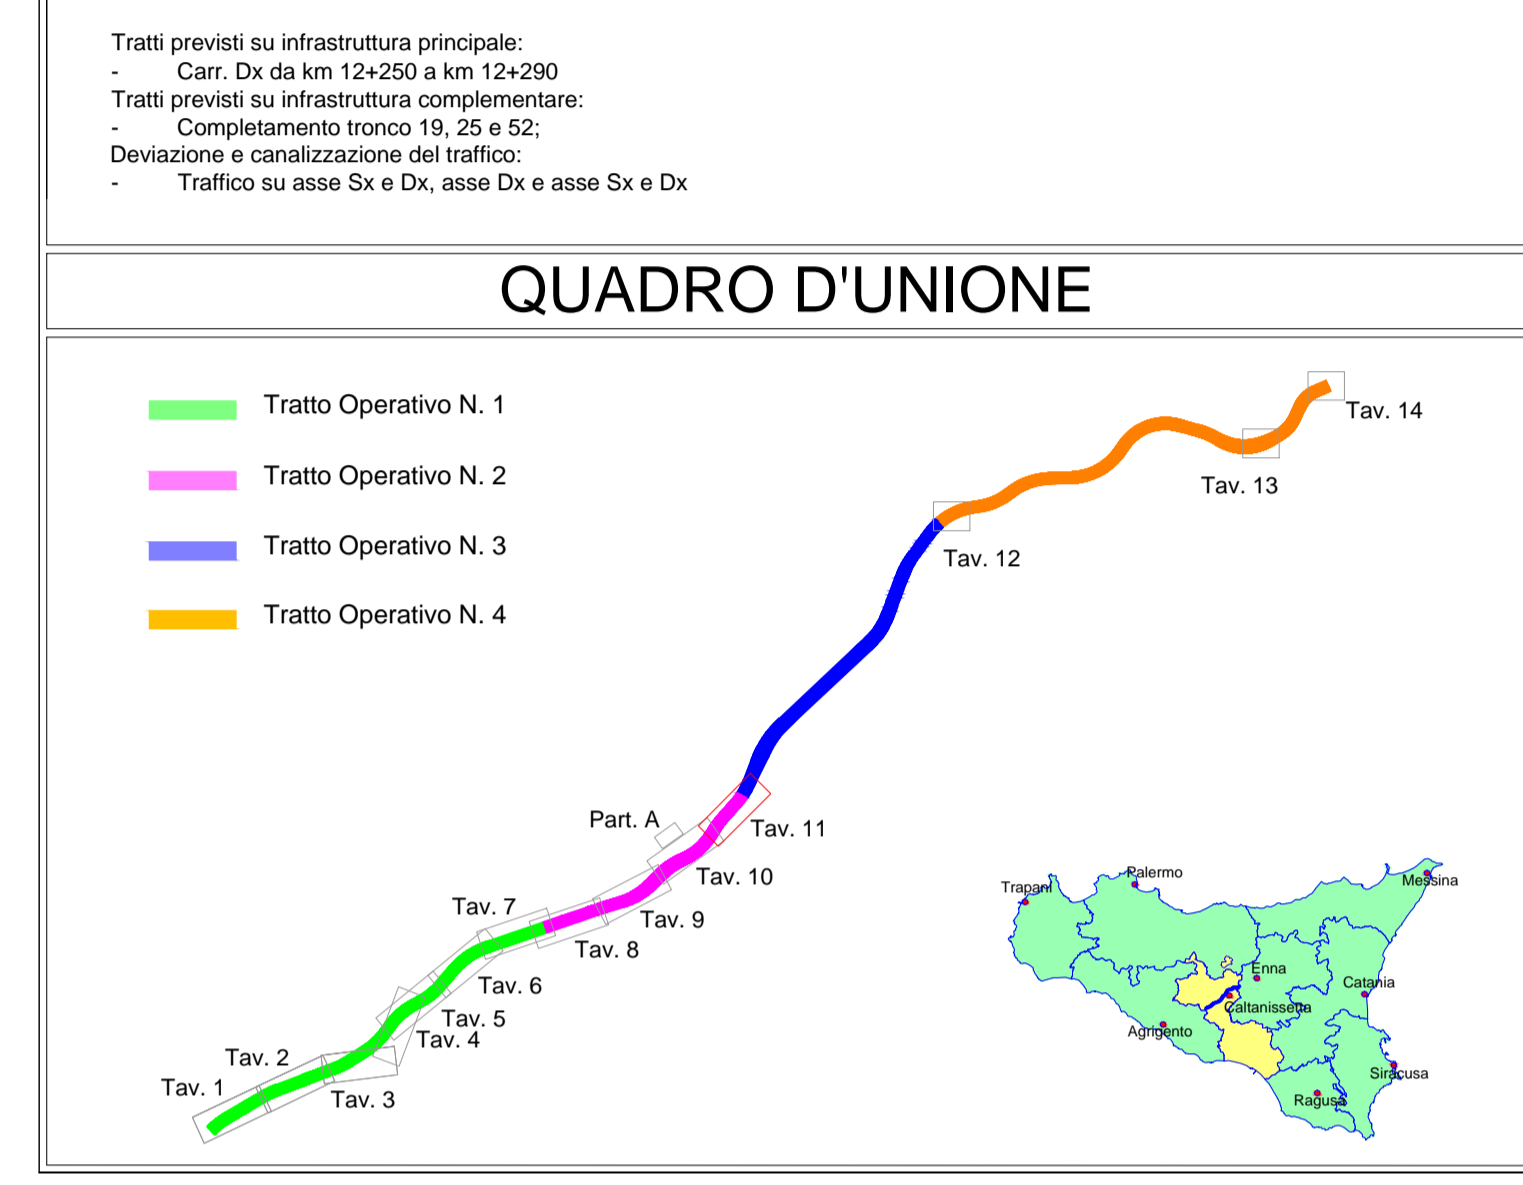 Tratti previsti su infrastruttura principale:
- Carr. Dx da km 12+250 a km 12+290
Tratti previsti su infrastruttura complementare:
- Completamento tronco 19, 25 e 52;
Deviazione e canalizzazione del traffico:
- Traffico su asse Sx e Dx, asse Dx e asse Sx e Dx
QUADRO D'UNIONE
Tratto Operativo N. 1
Tratto Operativo N. 2
Tratto Operativo N. 3
Tratto Operativo N. 4
Tav. 14
Tav. 13
Tav. 12
Part. A
Tav. 11
Tav. 10
Tav. 9
Tav. 7
Tav. 8
Tav. 6
Tav. 5
Tav. 4
Tav. 2
Tav. 1
Tav. 3
Palermo
Messina
Trapani
Enna
Catania
Caltanissetta
Agrigento
Siracusa
Ragusa